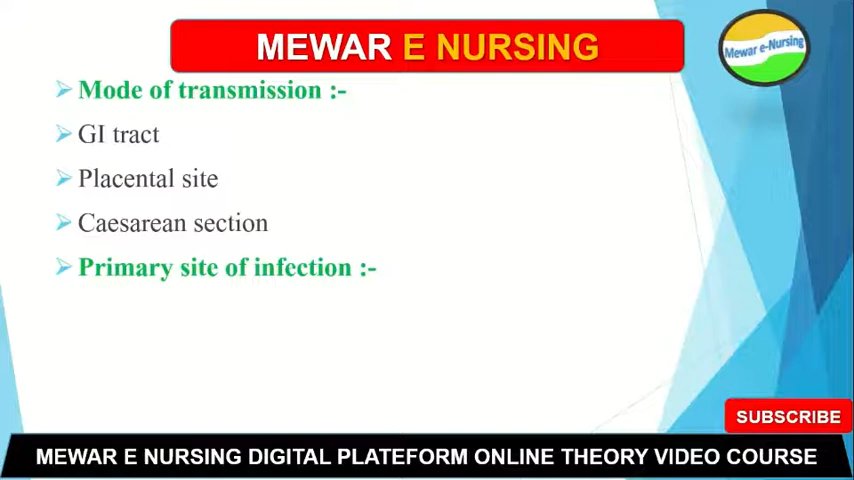 MEWAR E NURSING
Mewar e-Nursing
Mode of transmission :-
GI tract
Placental site
Caesarean section
Primary site of infection :-
SUBSCRIBE
MEWAR E NURSING DIGITAL PLATEFORM ONLINE THEORY VIDEO COURSE